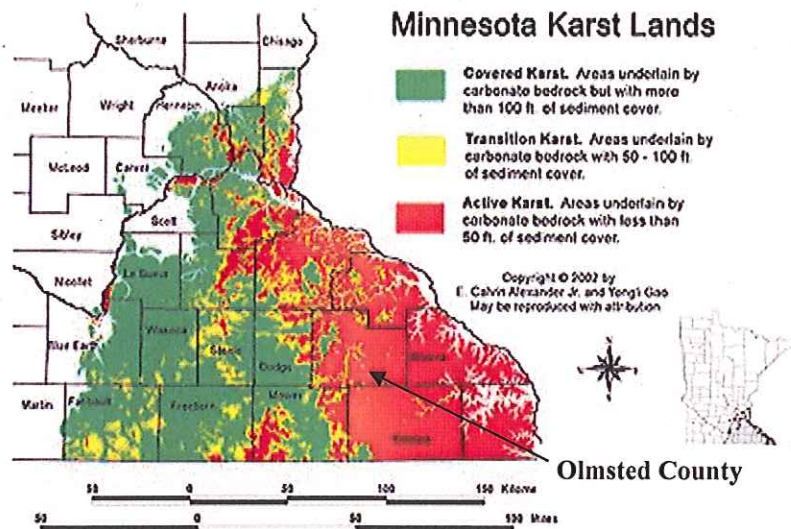 Minnesota Karst Lands
Covered Karst. Areas underlain by
carbonate bedrock but with more
than 100 ft. of sediment cover.
Transition Karst. Areas underlain by
carbonate bedrock with 50 - 100 ft
of sediment cover.
Active Karst. Areas underlain by
carbonate bedrock with less than
50 ft. of sediment cover.
Copyright © 2002 by
E. Calvin Alexander Jr. and Yongli Gao
May be reproduced with attribution
Sherburne
Chisago
Anoka
Meeker
Wright
Hennepin
McLeod
Carver
Scott
Sibley
Nicollet
Le Sueur
Blue Earth
Waseca
Steele
Dodge
Winona
Martin
Faribault
Freeborn
Mower
Olmsted County
50 0 50 100 150 Kilome
50 0 50 100 Miles